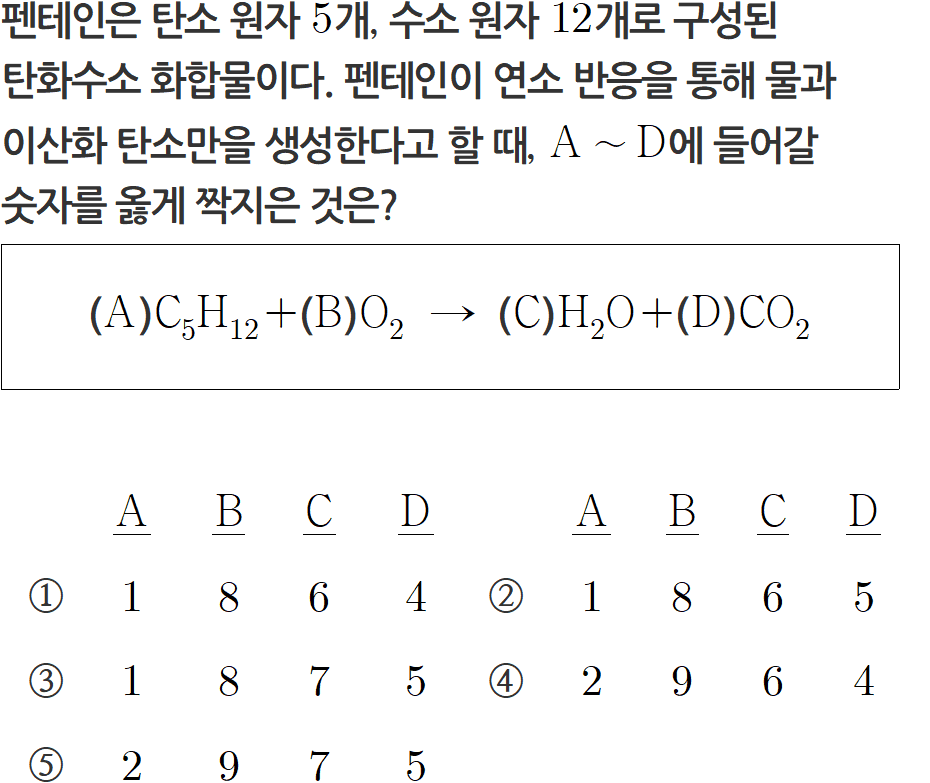 펜테인은 탄소 원자 5개, 수소 원자 12개로 구성된
탄화수소 화합물이다. 펜테인이 연소 반응을 통해 물과
이산화 탄소만을 생성한다고 할 때, A ~ D에 들어갈
숫자를 옳게 짝지은 것은?
(A)C₅H₁₂+(B)O₂ → (C)H₂O+(D)CO₂
A B C D A B C D
① 1 8 6 4 ② 1 8 6 5
③ 1 8 7 5 ④ 2 9 6 4
⑤ 2 9 7 5